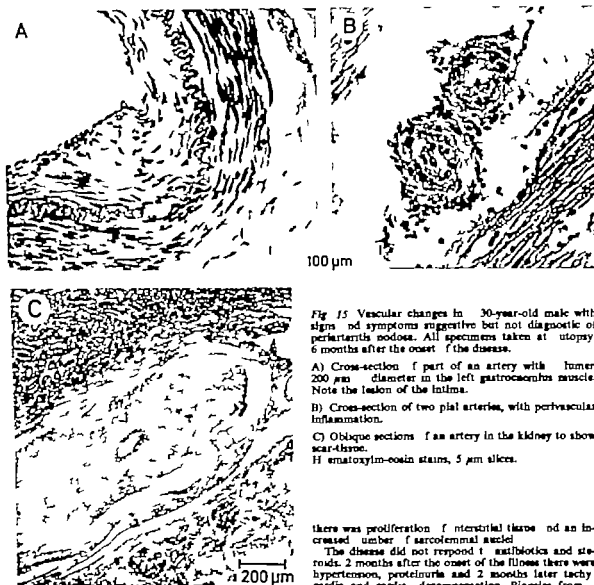 A
B
100 µm
C
200 µm
Fig 15 Vascular changes in 30-year-old male with
signs nd symptoms suggestive but not diagnostic of
periarteritis nodosa. All specimens taken at utopsy
6 months after the onset f the disease.
A) Cross-section f part of an artery with lumen
200 µm diameter in the left gastrocnemius muscle.
Note the lesion of the intima.
B) Cross-section of two pial arteries, with perivascular
inflammation.
C) Oblique sections f an artery in the kidney to show
scar-tissue.
H ematoxylin-eosin stains, 5 µm slices.
there was proliferation f nterstitial tissue nd an in-
creased umber f sarcolemmal nuclei
The disease did not respond t antibiotics and ste-
roids. 2 months after the onset of the illness there were
hypertension, proteinuria and 2 months later tachy-